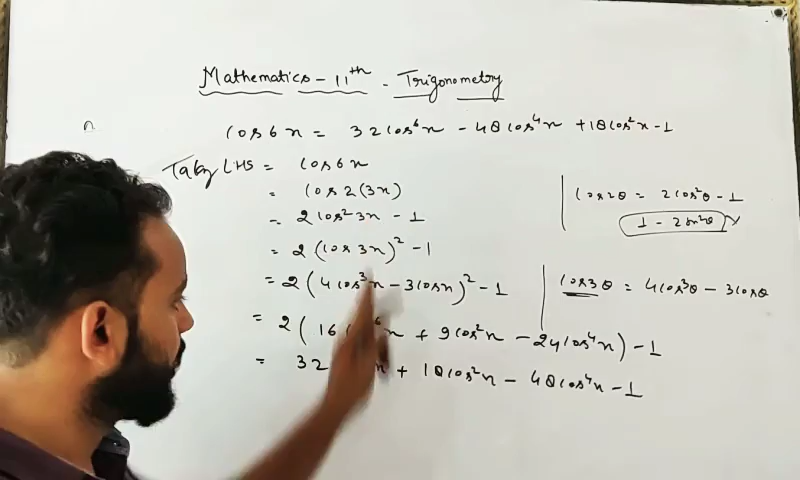 Mathematics - 11th - Trigonometry
n
cos6x = 32cos⁶x - 48cos⁴x + 18cos²x - 1
Taking LHS = cos6x
= cos2(3x)
= 2cos²3x - 1
= 2(cos3x)² - 1
= 2(4cos³x - 3cosx)² - 1
= 2(16 ⁶x + 9cos²x - 24cos⁴x) - 1
= 32 x + 18cos²x - 48cos⁴x - 1
cos2θ = 2cos²θ - 1
1 - 2sin²θ
cos3θ = 4cos³θ - 3cosθ